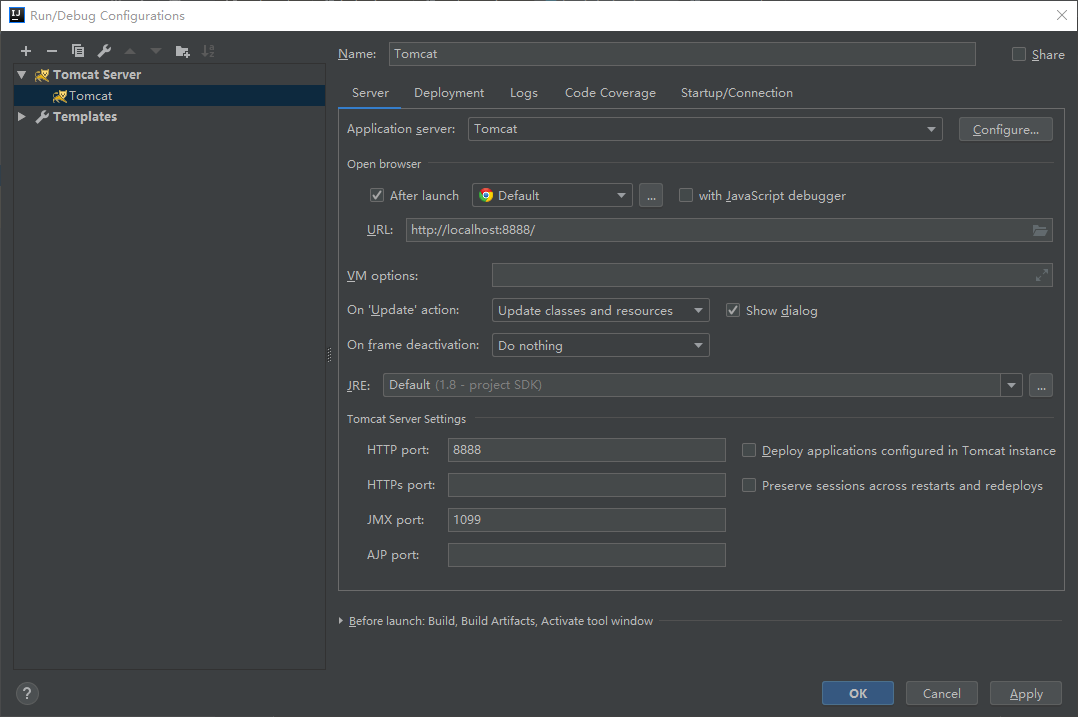 IJ Run/Debug Configurations
Name: Tomcat Share
Tomcat Server
Tomcat
Templates
Server Deployment Logs Code Coverage Startup/Connection
Application server: Tomcat Configure...
Open browser
After launch Default ... with JavaScript debugger
URL: http://localhost:8888/
VM options:
On 'Update' action: Update classes and resources Show dialog
On frame deactivation: Do nothing
JRE: Default (1.8 - project SDK) ...
Tomcat Server Settings
HTTP port: 8888 Deploy applications configured in Tomcat instance
HTTPs port: Preserve sessions across restarts and redeploys
JMX port: 1099
AJP port:
Before launch: Build, Build Artifacts, Activate tool window
? OK Cancel Apply